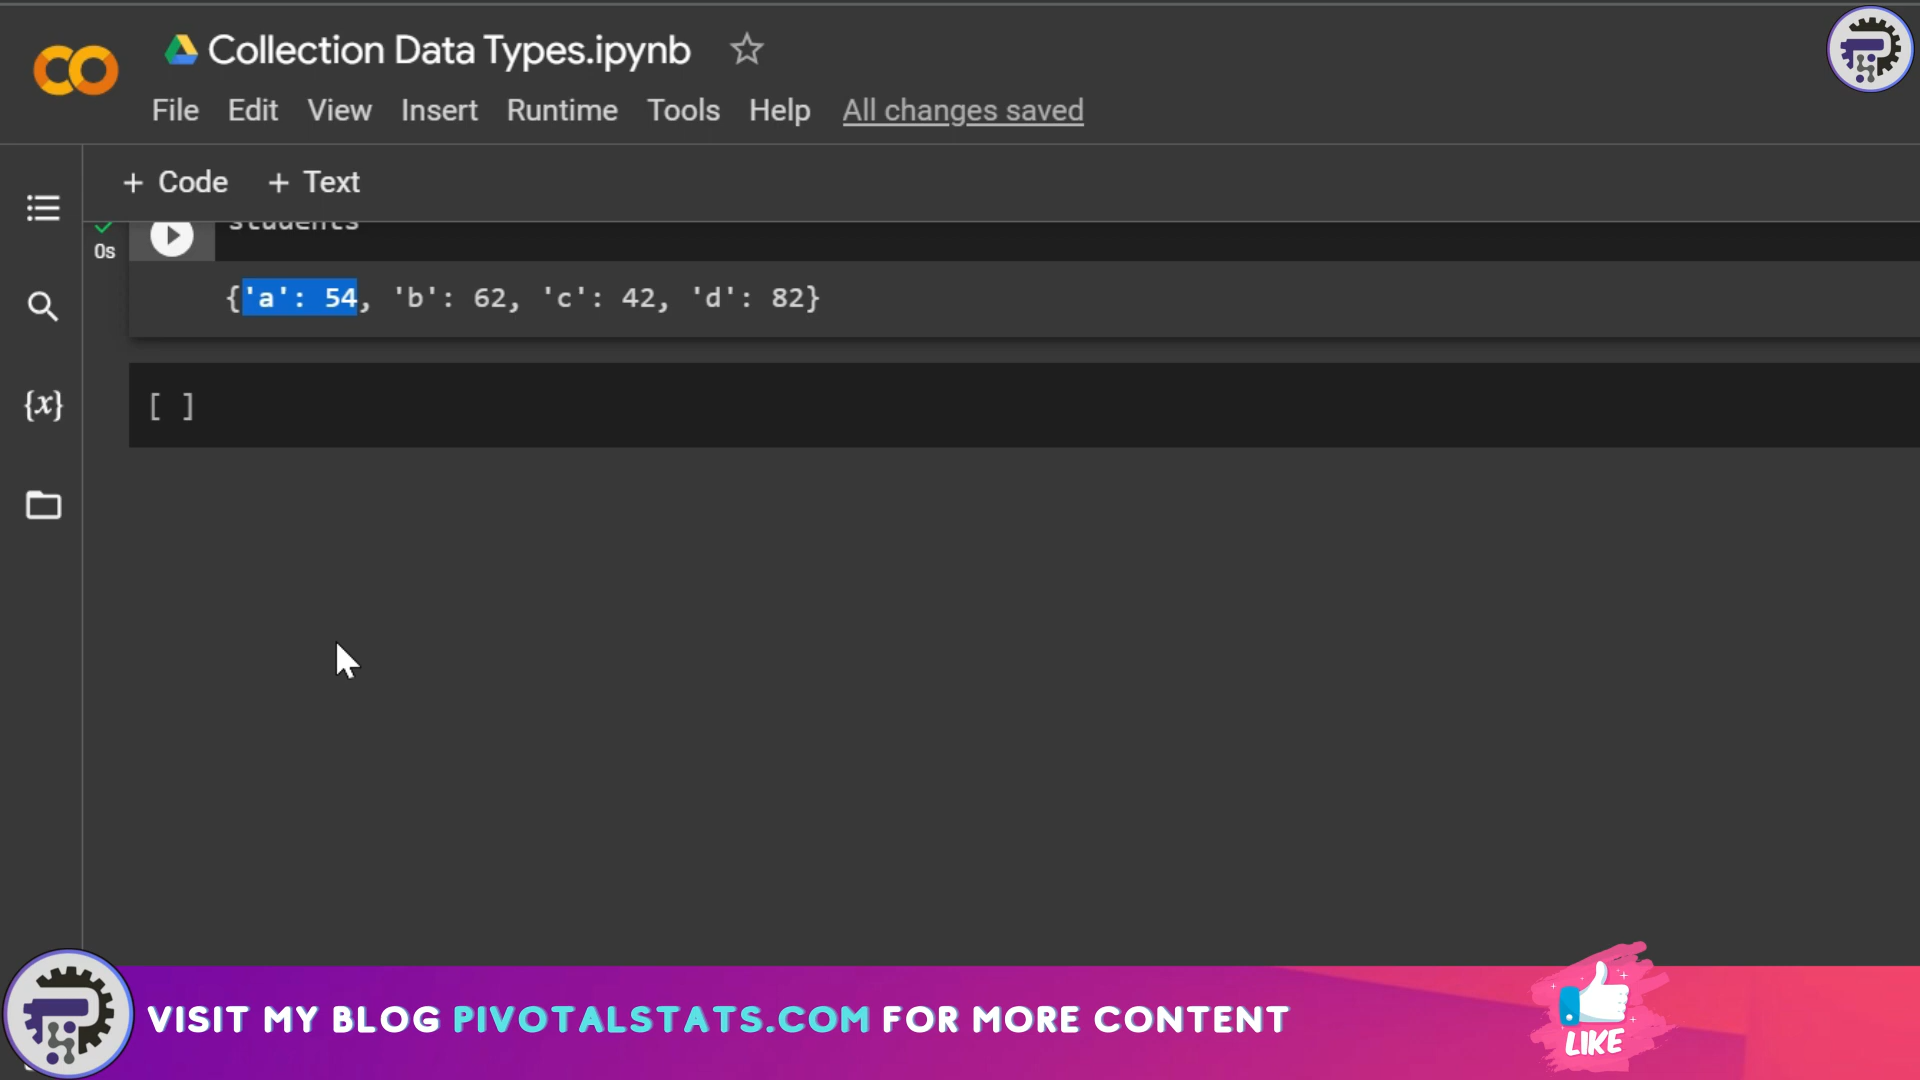 Collection Data Types.ipynb
File Edit View Insert Runtime Tools Help All changes saved
+ Code + Text
students
0s
{'a': 54, 'b': 62, 'c': 42, 'd': 82}
{x}
[ ]
VISIT MY BLOG PIVOTALSTATS.COM FOR MORE CONTENT
LIKE